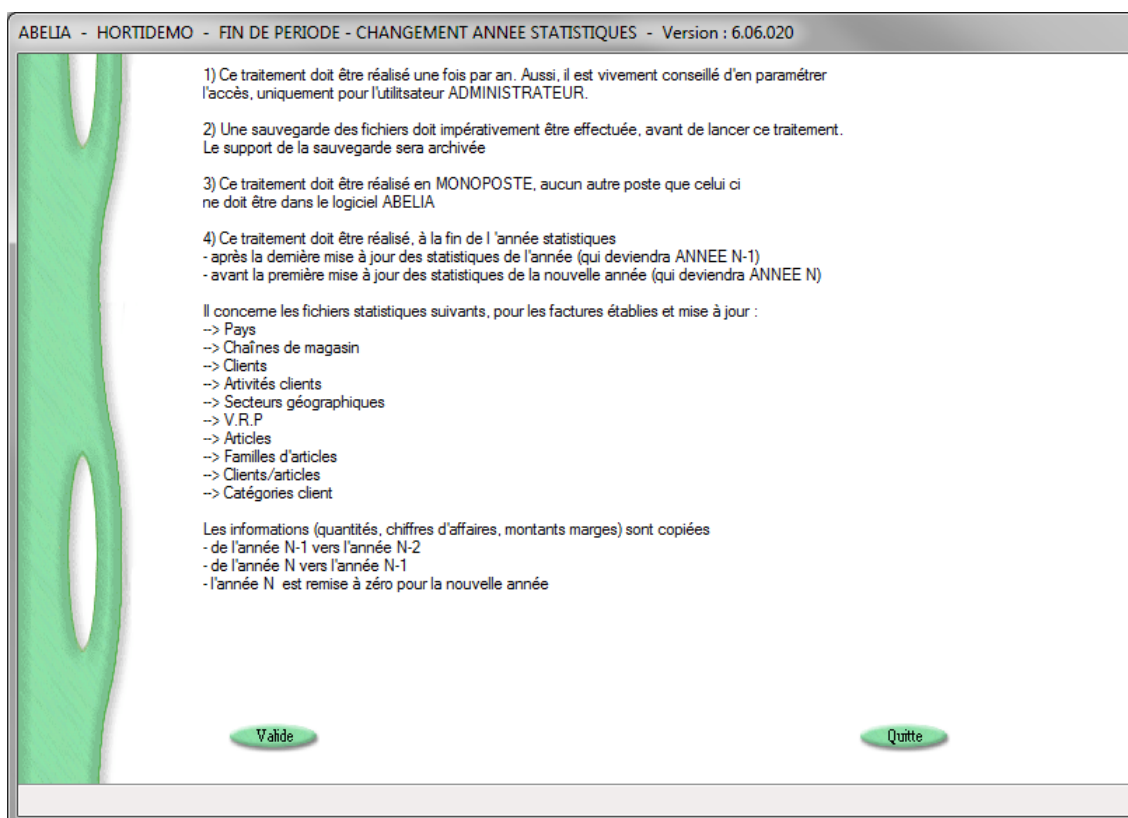 ABELIA - HORTIDEMO - FIN DE PERIODE - CHANGEMENT ANNEE STATISTIQUES - Version : 6.06.020
1) Ce traitement doit être réalisé une fois par an. Aussi, il est vivement conseillé d'en paramétrer
l'accès, uniquement pour l'utilitsateur ADMINISTRATEUR.
2) Une sauvegarde des fichiers doit impérativement être effectuée, avant de lancer ce traitement.
Le support de la sauvegarde sera archivée
3) Ce traitement doit être réalisé en MONOPOSTE, aucun autre poste que celui ci
ne doit être dans le logiciel ABELIA
4) Ce traitement doit être réalisé, à la fin de l 'année statistiques
- après la dernière mise à jour des statistiques de l'année (qui deviendra ANNEE N-1)
- avant la première mise à jour des statistiques de la nouvelle année (qui deviendra ANNEE N)
Il concerne les fichiers statistiques suivants, pour les factures établies et mise à jour :
--> Pays
--> Chaînes de magasin
--> Clients
--> Artivités clients
--> Secteurs géographiques
--> V.R.P
--> Articles
--> Familles d'articles
--> Clients/articles
--> Catégories client
Les informations (quantités, chiffres d'affaires, montants marges) sont copiées
- de l'année N-1 vers l'année N-2
- de l'année N vers l'année N-1
- l'année N est remise à zéro pour la nouvelle année
Valide
Quitte